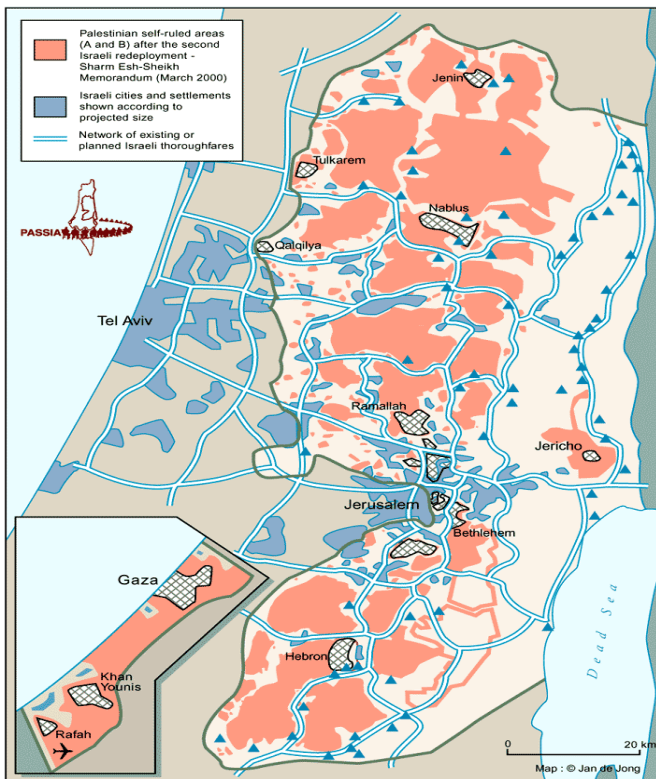 Palestinian self-ruled areas
(A and B) after the second
Israeli redeployment -
Sharm Esh-Sheikh
Memorandum (March 2000)
Israeli cities and settlements
shown according to
projected size
Network of existing or
planned Israeli thoroughfares
Jenin
Tulkarem
PASSIA
Nablus
Qalqilya
Tel Aviv
Ramallah
Jericho
Jerusalem
Bethlehem
Gaza
Hebron
Khan
Younis
Rafah
Dead Sea
0 20 km
Map : © Jan de Jong